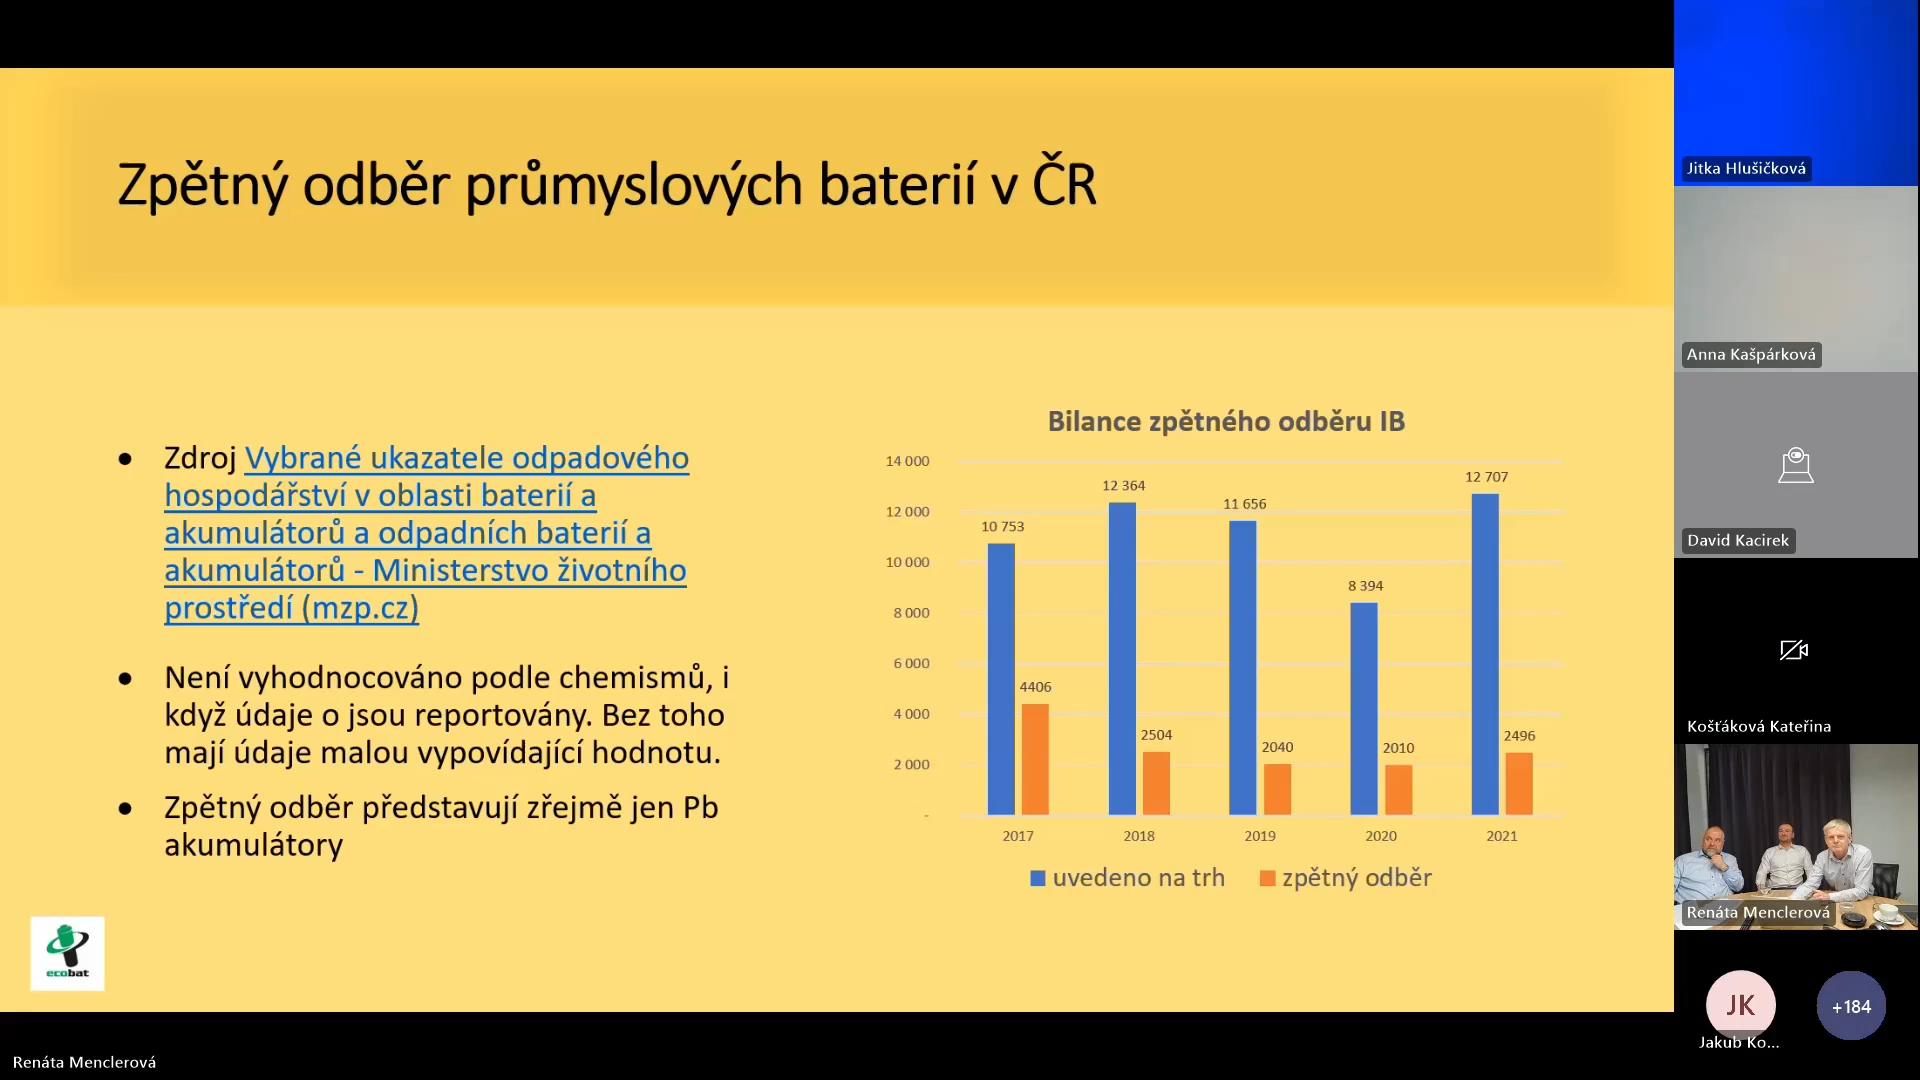 Zpětný odběr průmyslových baterií v ČR
● Zdroj Vybrané ukazatele odpadového
hospodářství v oblasti baterií a
akumulátorů a odpadních baterií a
akumulátorů - Ministerstvo životního
prostředí (mzp.cz)
● Není vyhodnocováno podle chemismů, i
když údaje o jsou reportovány. Bez toho
mají údaje malou vypovídající hodnotu.
● Zpětný odběr představují zřejmě jen Pb
akumulátory
ecobat
Bilance zpětného odběru IB
14 000
12 000
10 000
8 000
6 000
4 000
2 000
-
10 753
4406
12 364
2504
11 656
2040
8 394
2010
12 707
2496
2017
2018
2019
2020
2021
uvedeno na trh
zpětný odběr
Jitka Hlušičková
Anna Kašpárková
David Kacirek
Košťáková Kateřina
Renáta Menclerová
JK
Jakub Ko...
+184
Renáta Menclerová